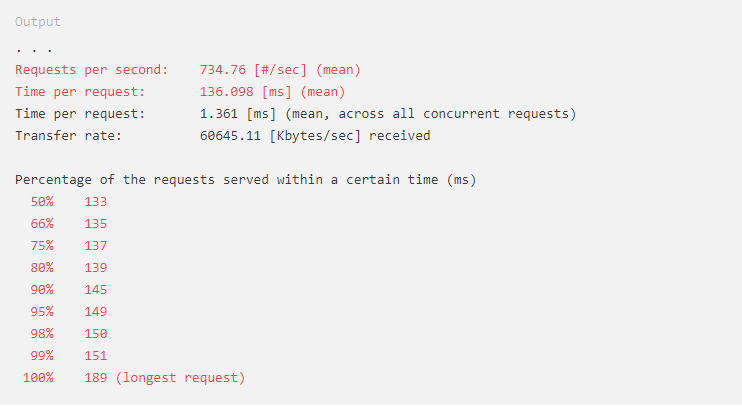 Output
. . .
Requests per second:    734.76 [#/sec] (mean)
Time per request:       136.098 [ms] (mean)
Time per request:       1.361 [ms] (mean, across all concurrent requests)
Transfer rate:          60645.11 [Kbytes/sec] received

Percentage of the requests served within a certain time (ms)
  50%    133
  66%    135
  75%    137
  80%    139
  90%    145
  95%    149
  98%    150
  99%    151
 100%    189 (longest request)